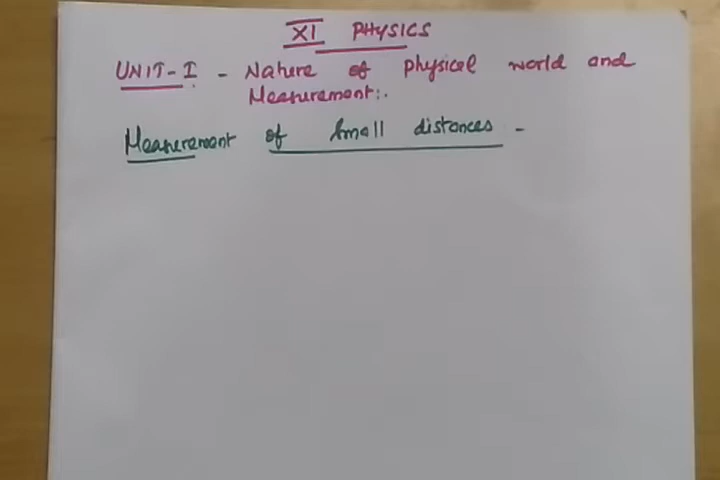 XI PHYSICS
UNIT-I - Nature of physical world and
Measurement:.
Measurement of Small distances -